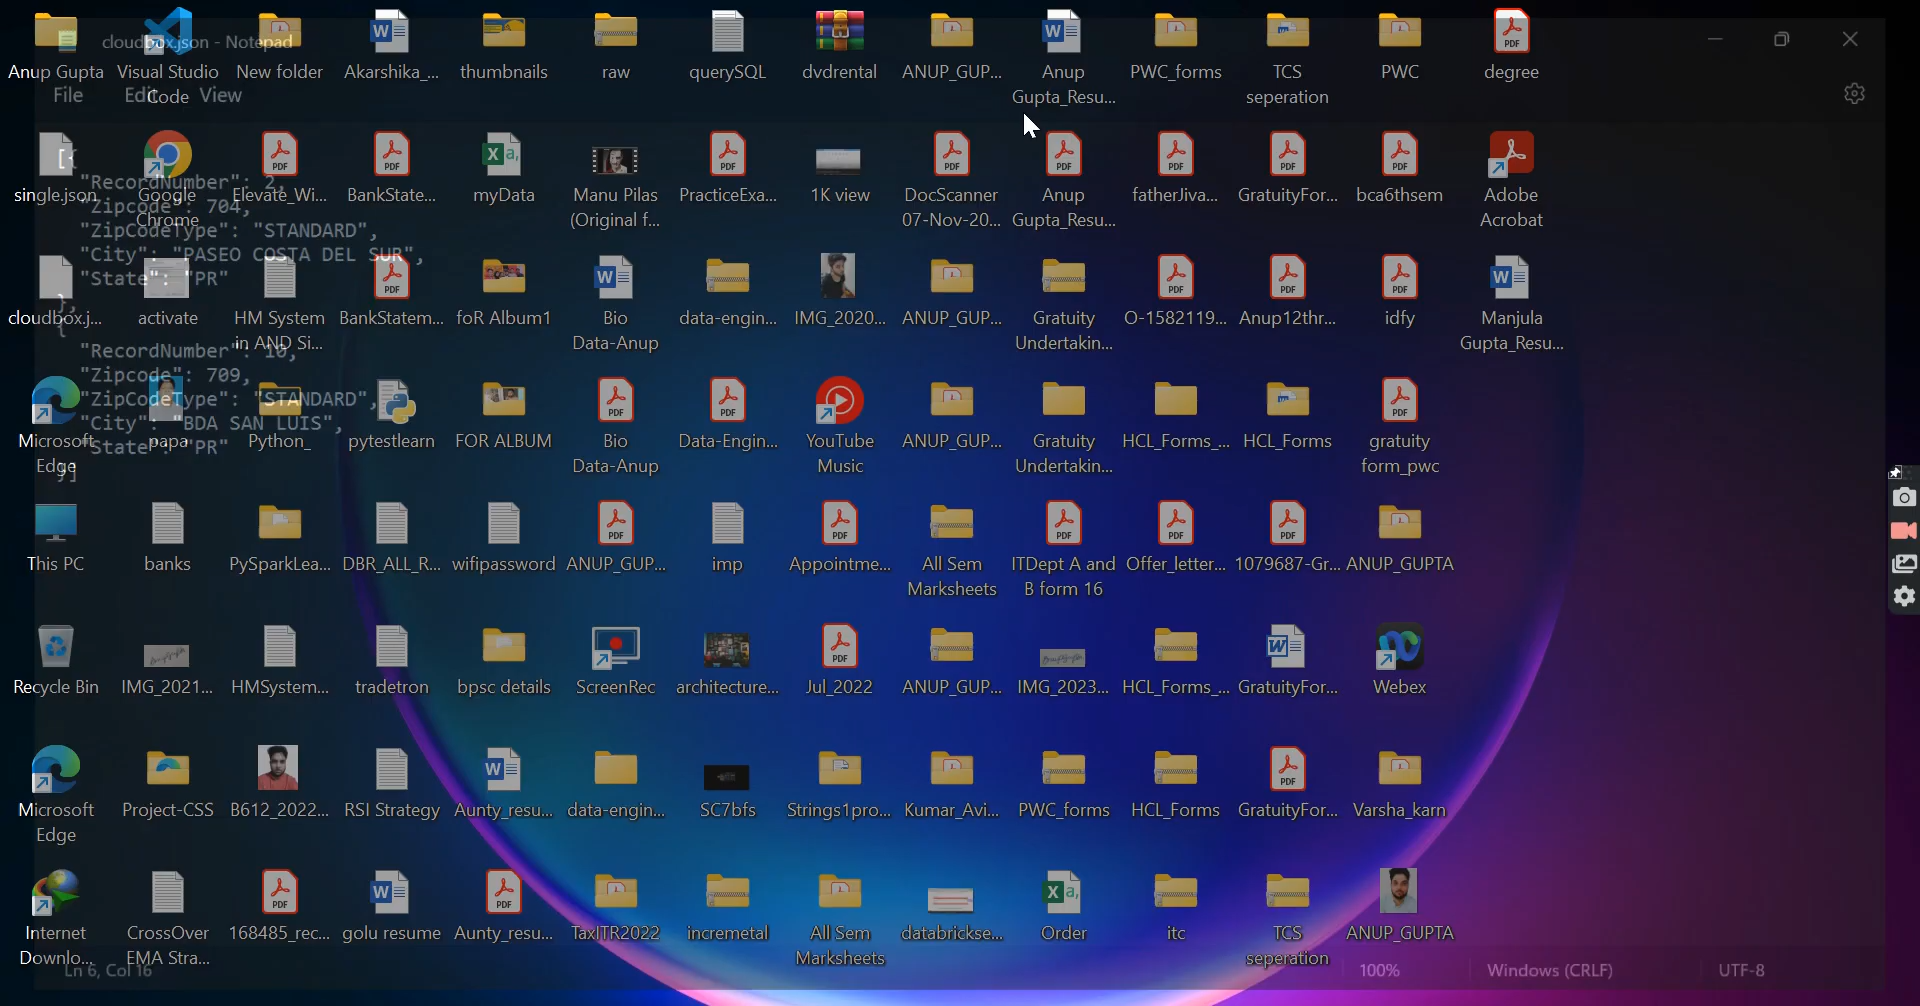 cloudbox.json - Notepad
File Edit View
[{
"RecordNumber": 2,
"Zipcode": 704,
"ZipCodeType": "STANDARD",
"City": "PASEO COSTA DEL SUR",
"State": "PR"
},
{
"RecordNumber": 10,
"Zipcode": 709,
"ZipCodeType": "STANDARD",
"City": "BDA SAN LUIS",
"State": "PR"
}]
Ln 6, Col 16 100% Windows (CRLF) UTF-8
Anup Gupta Visual Studio New folder Akarshika_... thumbnails raw querySQL dvdrental ANUP_GUP... Anup PWC_forms TCS PWC degree
Code Gupta_Resu... seperation
single.json Google Elevate_Wi... BankState... myData Manu Pilas PracticeExa... 1K view DocScanner Anup fatherJiva... GratuityFor... bca6thsem Adobe
Chrome (Original f... 07-Nov-20... Gupta_Resu... Acrobat
cloudbox.j... activate HM System BankStatem... foR Album1 Bio data-engin... IMG_2020... ANUP_GUP... Gratuity O-1582119... Anup12thr... idfy Manjula
in AND Si... Data-Anup Undertakin... Gupta_Resu...
Microsoft papa Python_ pytestlearn FOR ALBUM Bio Data-Engin... YouTube ANUP_GUP... Gratuity HCL_Forms_... HCL_Forms gratuity
Edge Data-Anup Music Undertakin... form_pwc
This PC banks PySparkLea... DBR_ALL_R... wifipassword ANUP_GUP... imp Appointme... All Sem ITDept A and Offer_letter... 1079687-Gr... ANUP_GUPTA
Marksheets B form 16
Recycle Bin IMG_2021... HMSystem... tradetron bpsc details ScreenRec architecture... Jul_2022 ANUP_GUP... IMG_2023... HCL_Forms_... GratuityFor... Webex
Microsoft Project-CSS B612_2022... RSI Strategy Aunty_resu... data-engin... SC7bfs Strings1pro... Kumar_Avi... PWC_forms HCL_Forms GratuityFor... Varsha_karn
Edge
Internet CrossOver 168485_rec... golu resume Aunty_resu... TaxITR2022 incremetal All Sem databrickse... Order itc TCS ANUP_GUPTA
Downlo... EMA Stra... Marksheets seperation